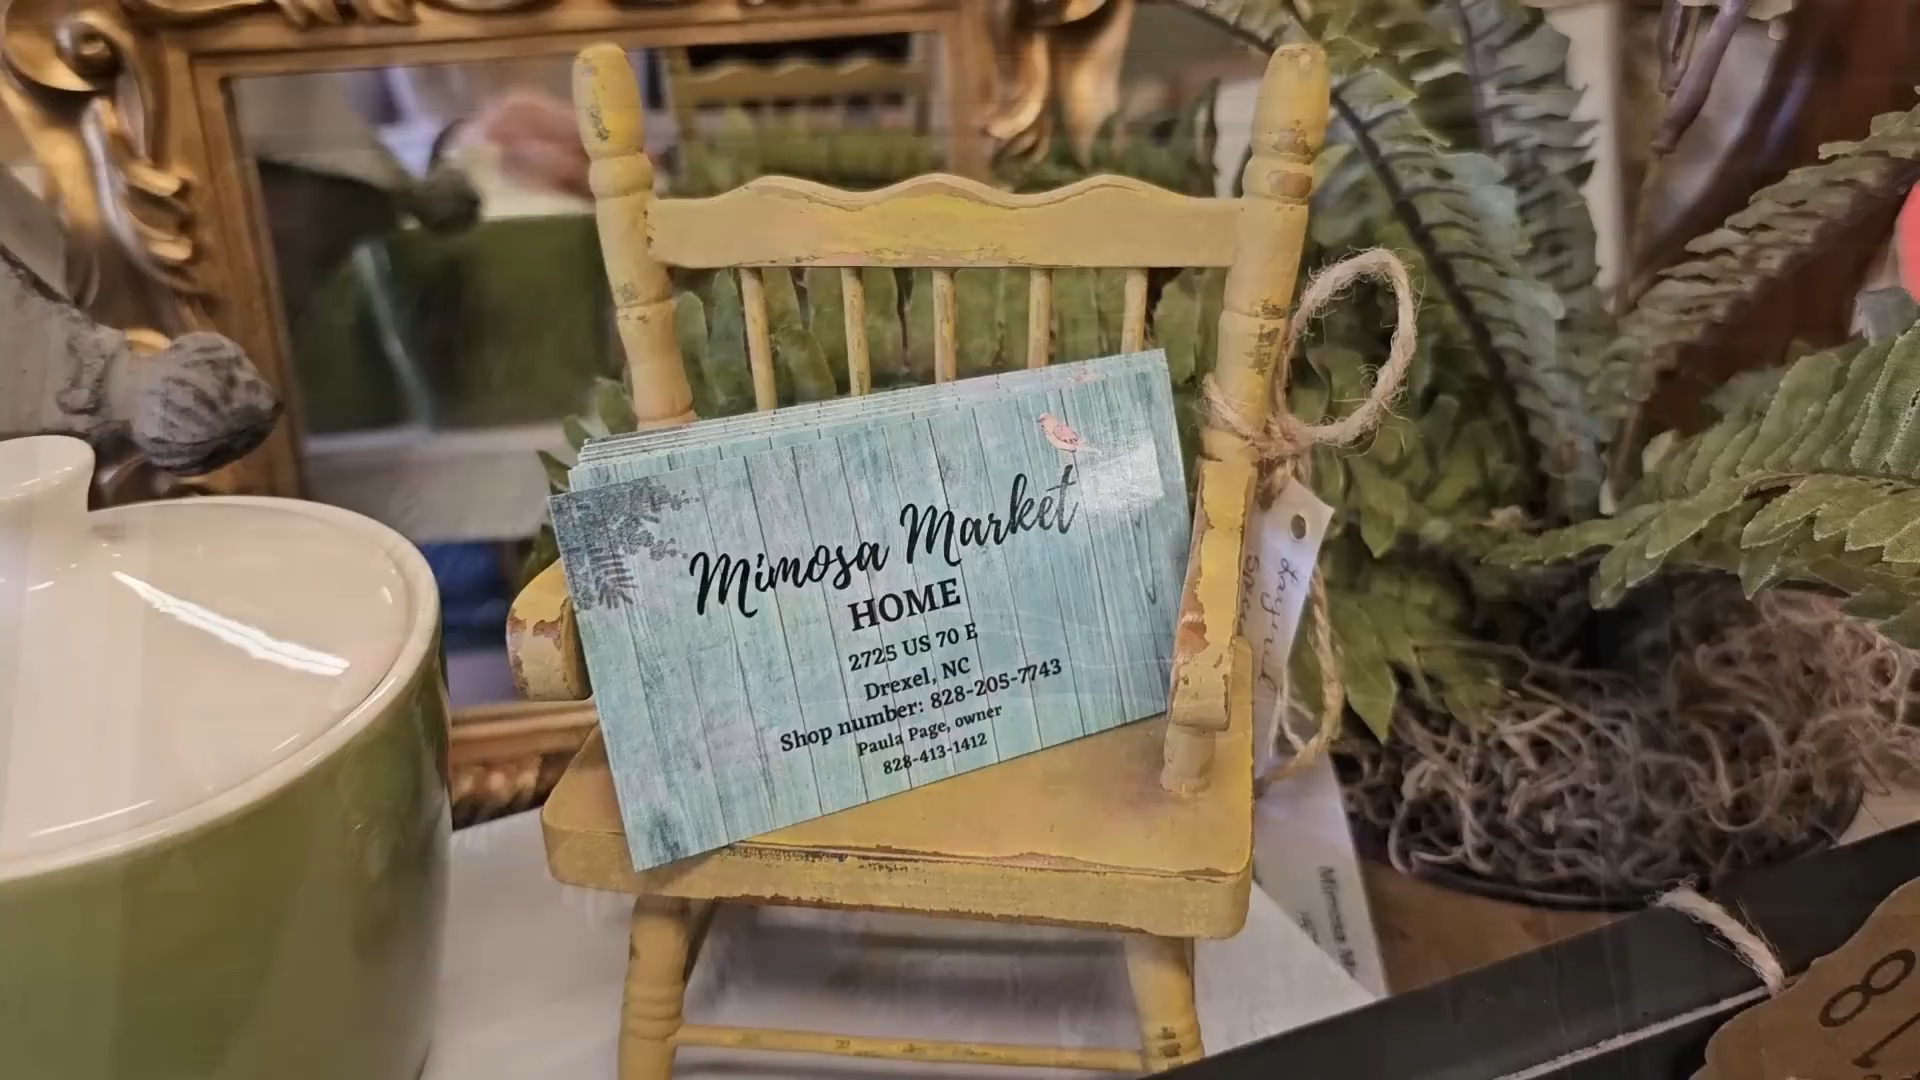 Mimosa Market
HOME
2725 US 70 E
Drexel, NC
Shop number: 828-205-7743
Paula Page, owner
828-413-1412
Mimosa M